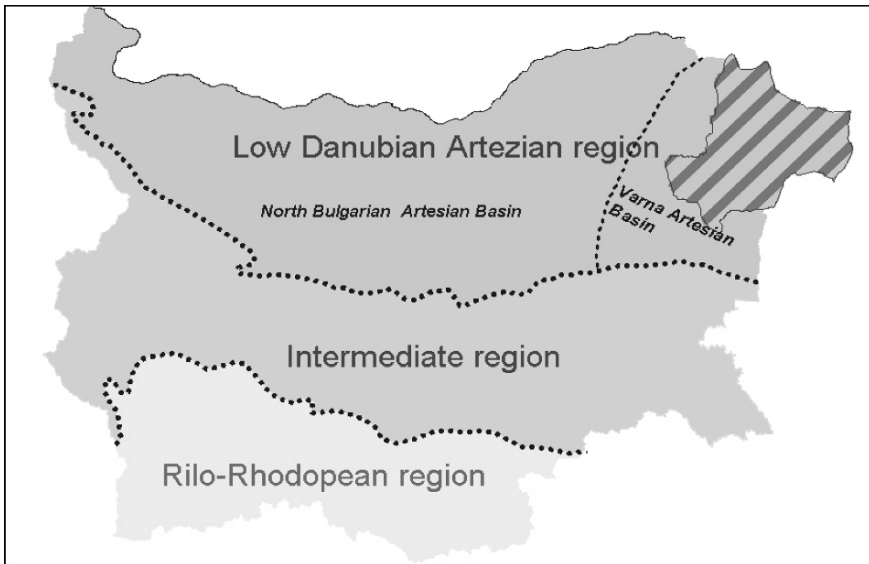 Low Danubian Artezian region
North Bulgarian Artesian Basin
Varna Artesian
Basin
Intermediate region
Rilo-Rhodopean region